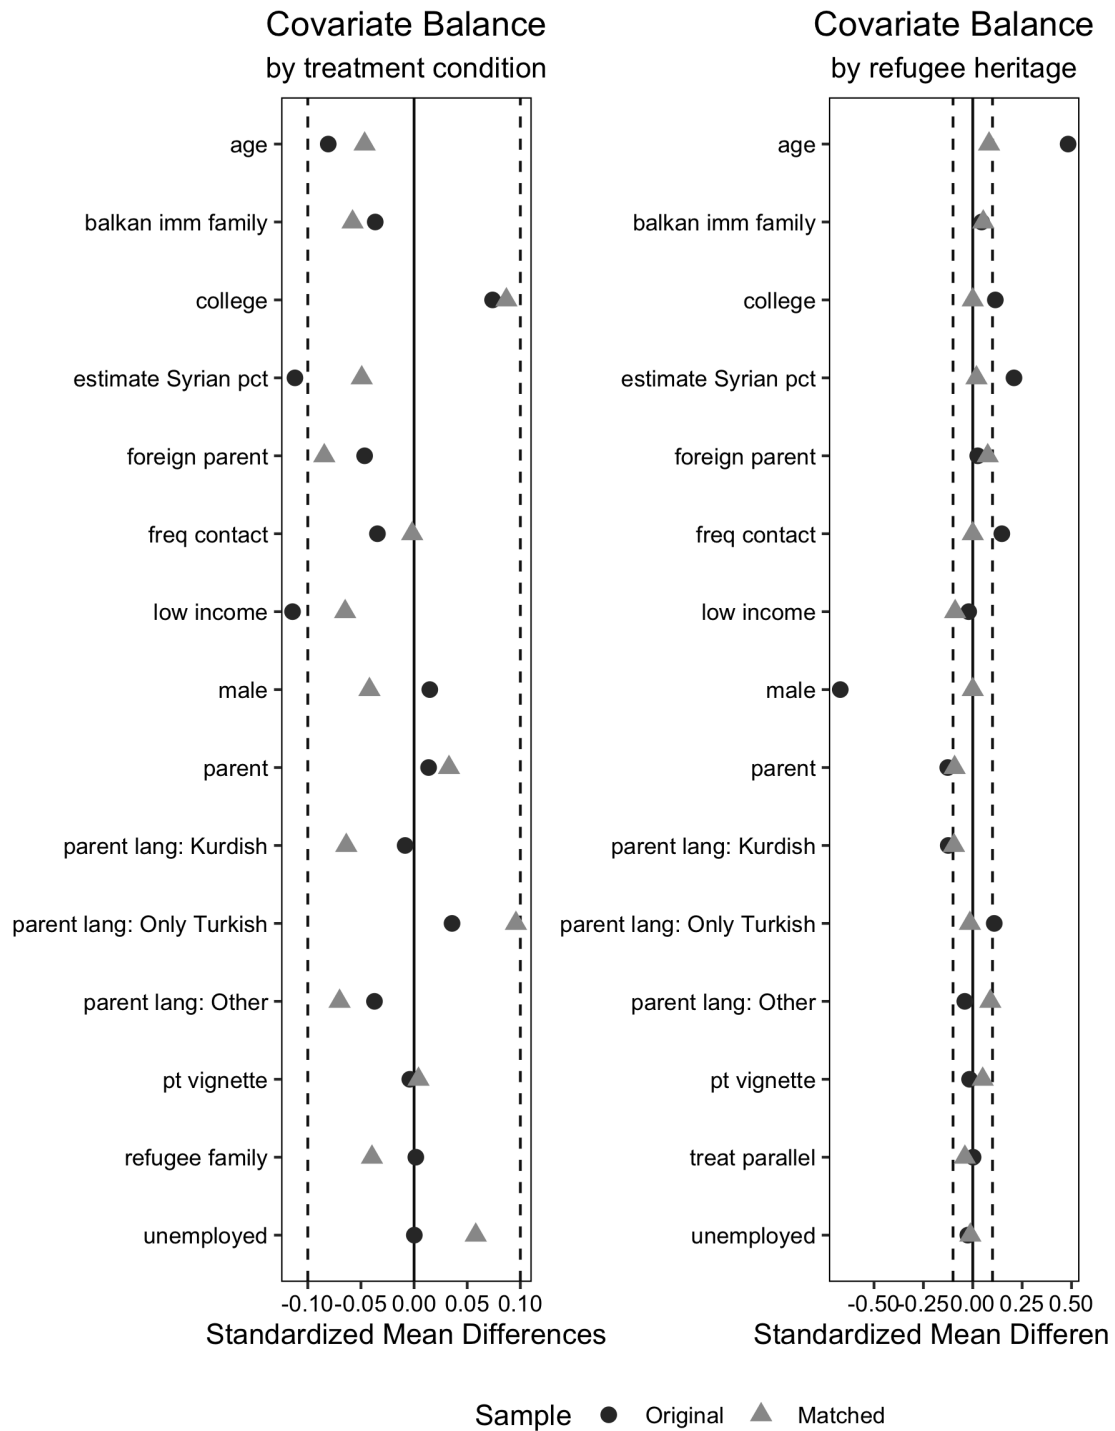 Covariate Balance
by treatment condition
age
balkan imm family
college
estimate Syrian pct
foreign parent
freq contact
low income
male
parent
parent lang: Kurdish
parent lang: Only Turkish
parent lang: Other
pt vignette
refugee family
unemployed
-0.10 -0.05 0.00 0.05 0.10
Standardized Mean Differences
Covariate Balance
by refugee heritage
age
balkan imm family
college
estimate Syrian pct
foreign parent
freq contact
low income
male
parent
parent lang: Kurdish
parent lang: Only Turkish
parent lang: Other
pt vignette
treat parallel
unemployed
-0.50 -0.25 0.00 0.25 0.50
Standardized Mean Differen
Sample Original Matched